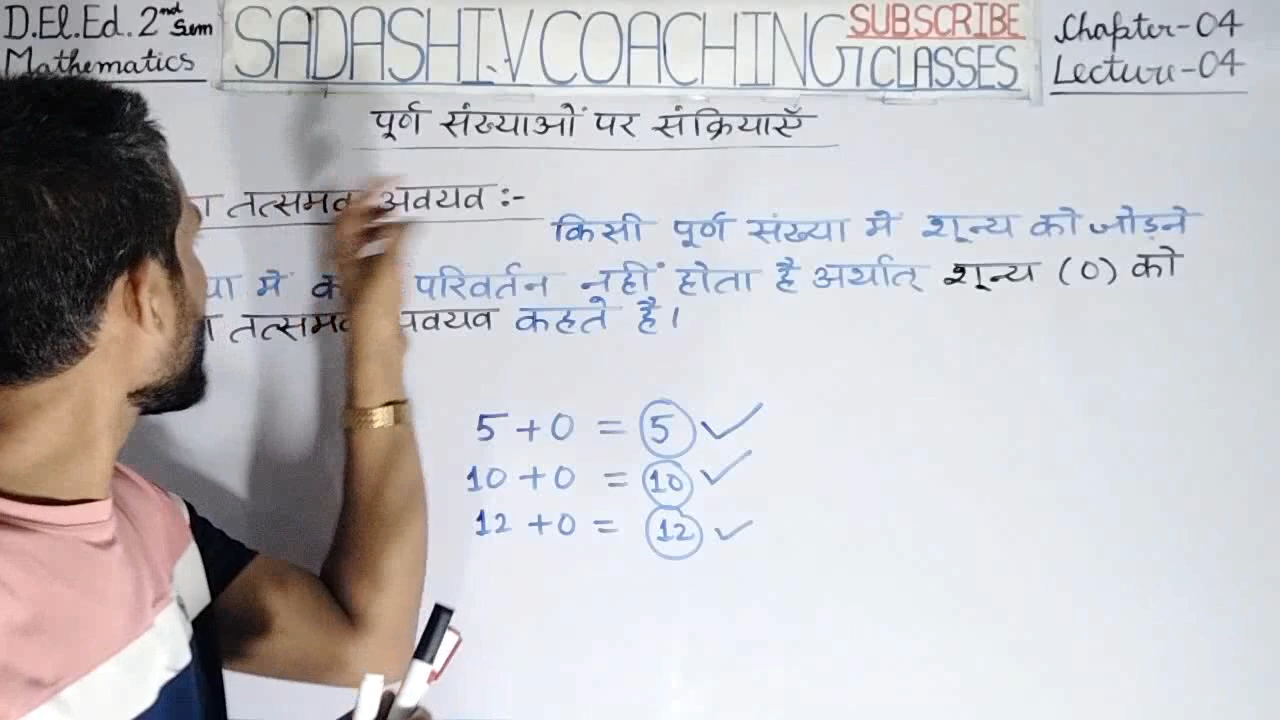 D.El.Ed. 2nd Sem
Mathematics
SADASHIV COACHING CLASSES
SUBSCRIBE
Chapter-04
Lecture-04
पूर्ण संख्याओं पर संक्रियाएँ
तत्समक अवयव :-
किसी पूर्ण संख्या में शून्य को जोड़ने
में परिवर्तन नहीं होता है अर्थात् शून्य (0) को
तत्समक अवयव कहते है।
5 + 0 = 5 ✓
10 + 0 = 10 ✓
12 + 0 = 12 ✓